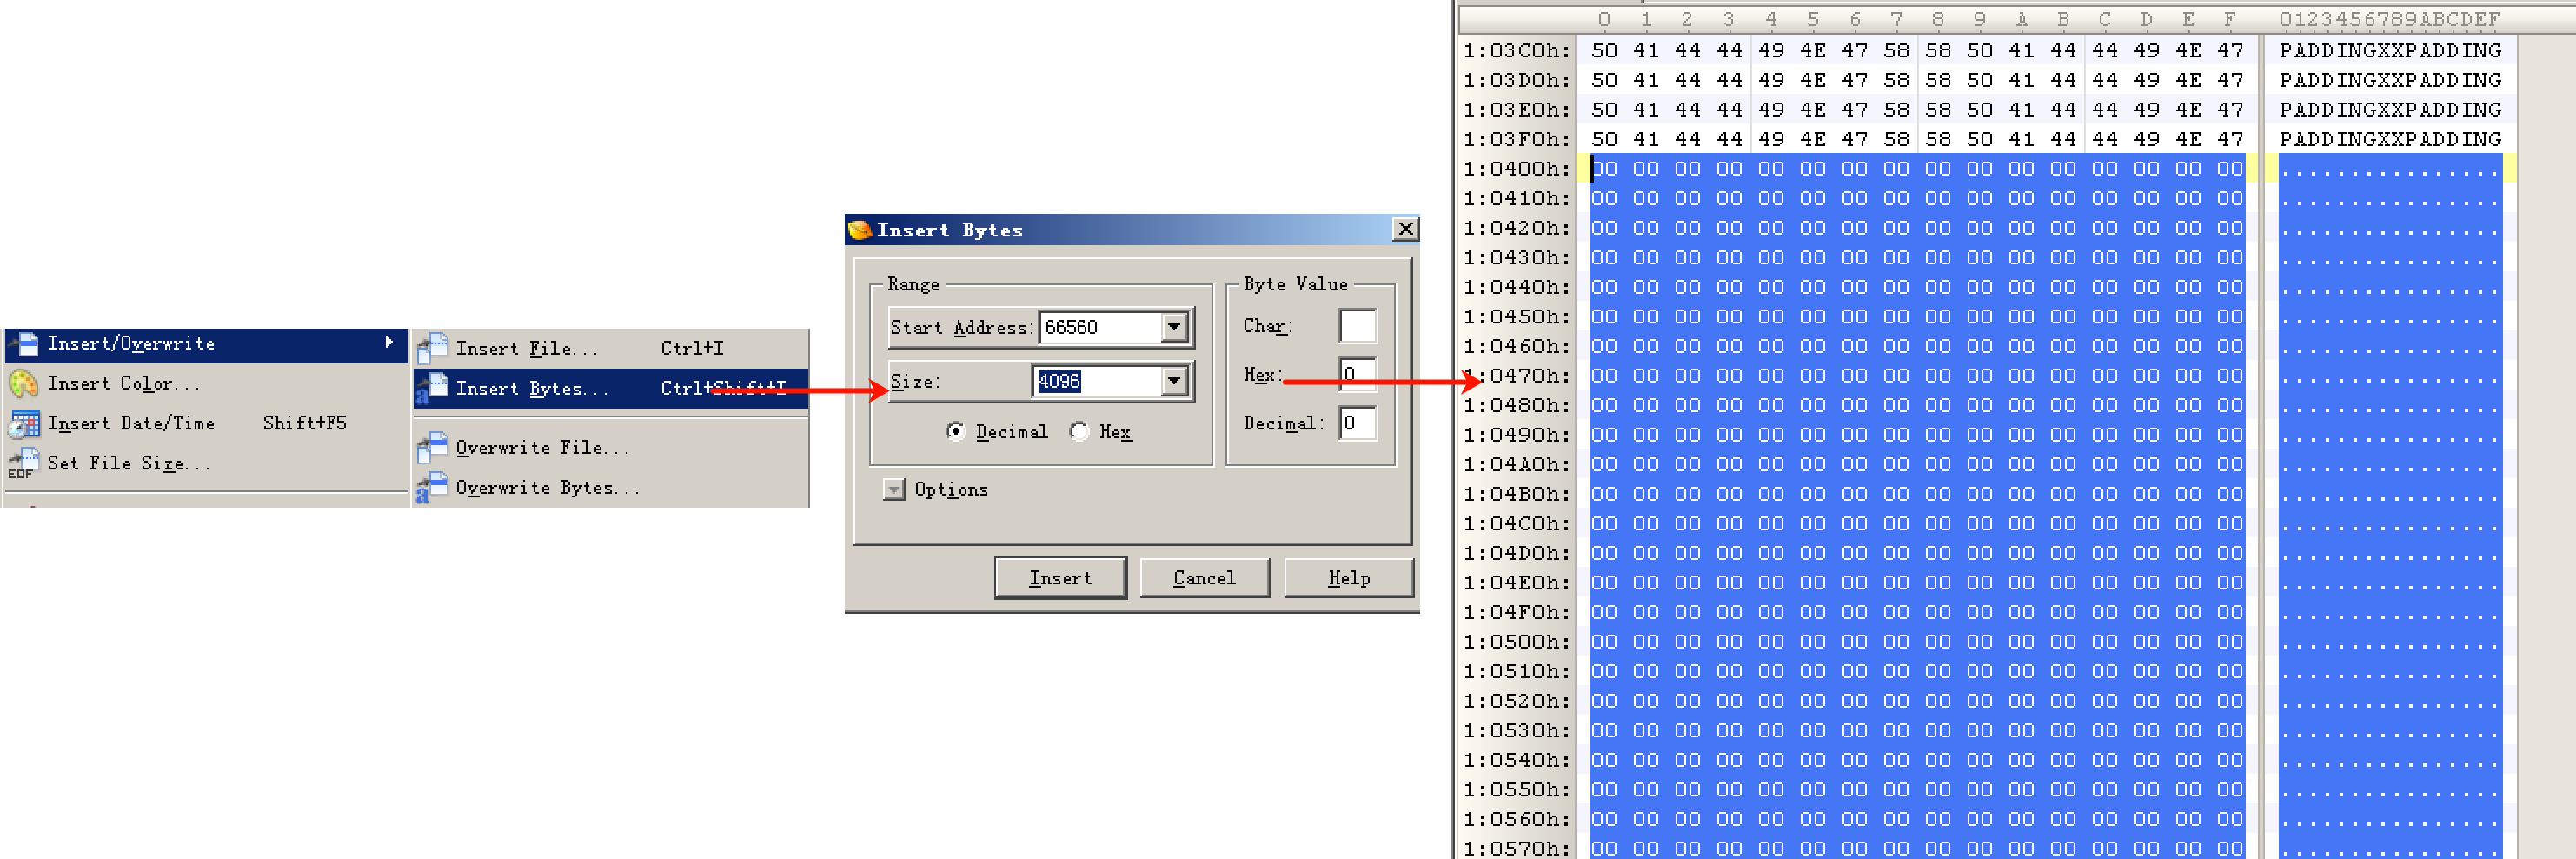 Insert/Overwrite
Insert Color...
Insert Date/Time Shift+F5
Set File Size...
EOF
Insert File... Ctrl+I
Insert Bytes... Ctrl+Shift+I
Overwrite File...
Overwrite Bytes...
Insert Bytes
Range
Start Address: 66560
Size: 4096
Decimal Hex
Options
Byte Value
Char:
Hex: 0
Decimal: 0
Insert Cancel Help
0 1 2 3 4 5 6 7 8 9 A B C D E F 0123456789ABCDEF
1:03C0h: 50 41 44 44 49 4E 47 58 58 50 41 44 44 49 4E 47 PADDINGXXPADDING
1:03D0h: 50 41 44 44 49 4E 47 58 58 50 41 44 44 49 4E 47 PADDINGXXPADDING
1:03E0h: 50 41 44 44 49 4E 47 58 58 50 41 44 44 49 4E 47 PADDINGXXPADDING
1:03F0h: 50 41 44 44 49 4E 47 58 58 50 41 44 44 49 4E 47 PADDINGXXPADDING
1:0400h: 00 00 00 00 00 00 00 00 00 00 00 00 00 00 00 00 ................
1:0410h: 00 00 00 00 00 00 00 00 00 00 00 00 00 00 00 00 ................
1:0420h: 00 00 00 00 00 00 00 00 00 00 00 00 00 00 00 00 ................
1:0430h: 00 00 00 00 00 00 00 00 00 00 00 00 00 00 00 00 ................
1:0440h: 00 00 00 00 00 00 00 00 00 00 00 00 00 00 00 00 ................
1:0450h: 00 00 00 00 00 00 00 00 00 00 00 00 00 00 00 00 ................
1:0460h: 00 00 00 00 00 00 00 00 00 00 00 00 00 00 00 00 ................
1:0470h: 00 00 00 00 00 00 00 00 00 00 00 00 00 00 00 00 ................
1:0480h: 00 00 00 00 00 00 00 00 00 00 00 00 00 00 00 00 ................
1:0490h: 00 00 00 00 00 00 00 00 00 00 00 00 00 00 00 00 ................
1:04A0h: 00 00 00 00 00 00 00 00 00 00 00 00 00 00 00 00 ................
1:04B0h: 00 00 00 00 00 00 00 00 00 00 00 00 00 00 00 00 ................
1:04C0h: 00 00 00 00 00 00 00 00 00 00 00 00 00 00 00 00 ................
1:04D0h: 00 00 00 00 00 00 00 00 00 00 00 00 00 00 00 00 ................
1:04E0h: 00 00 00 00 00 00 00 00 00 00 00 00 00 00 00 00 ................
1:04F0h: 00 00 00 00 00 00 00 00 00 00 00 00 00 00 00 00 ................
1:0500h: 00 00 00 00 00 00 00 00 00 00 00 00 00 00 00 00 ................
1:0510h: 00 00 00 00 00 00 00 00 00 00 00 00 00 00 00 00 ................
1:0520h: 00 00 00 00 00 00 00 00 00 00 00 00 00 00 00 00 ................
1:0530h: 00 00 00 00 00 00 00 00 00 00 00 00 00 00 00 00 ................
1:0540h: 00 00 00 00 00 00 00 00 00 00 00 00 00 00 00 00 ................
1:0550h: 00 00 00 00 00 00 00 00 00 00 00 00 00 00 00 00 ................
1:0560h: 00 00 00 00 00 00 00 00 00 00 00 00 00 00 00 00 ................
1:0570h: 00 00 00 00 00 00 00 00 00 00 00 00 00 00 00 00 ................